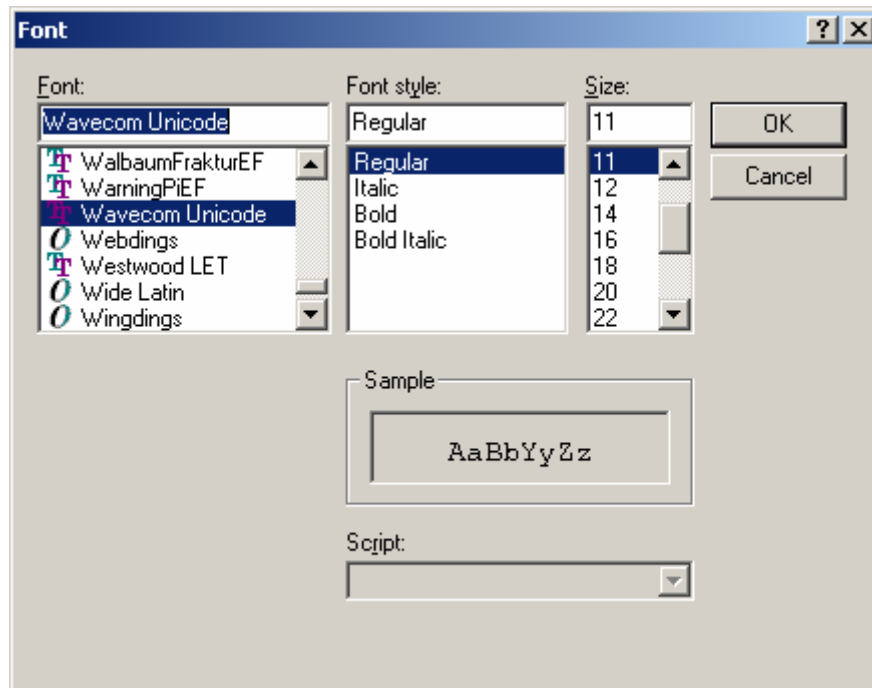 Font
Font:
Font style:
Size:
Wavecom Unicode
Regular
11
OK
WalbaumFrakturEF
WarningPiEF
Wavecom Unicode
Webdings
Westwood LET
Wide Latin
Wingdings
Regular
Italic
Bold
Bold Italic
11
12
14
16
18
20
22
Cancel
Sample
AaBbYyZz
Script: